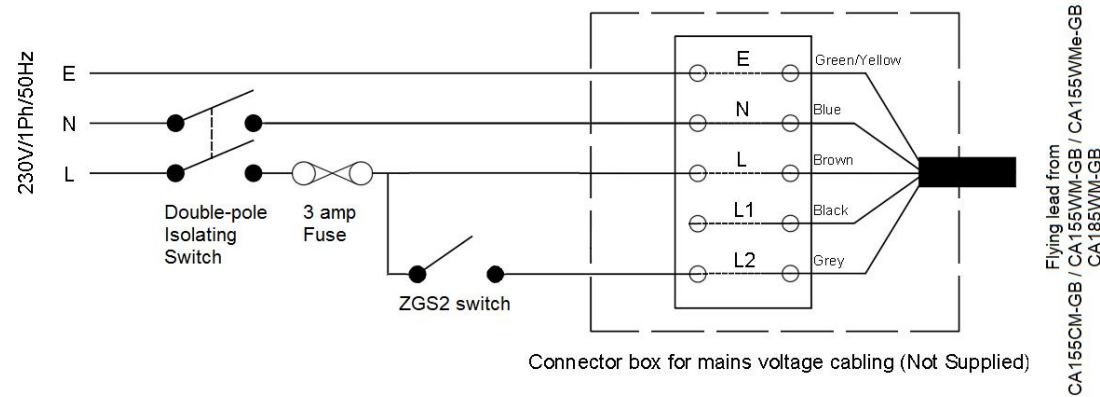 230V/1Ph/50Hz
E
N
L
Double-pole
Isolating
Switch
3 amp
Fuse
ZGS2 switch
E
N
L
L1
L2
Green/Yellow
Blue
Brown
Black
Grey
Connector box for mains voltage cabling (Not Supplied)
Flying lead from
CA155CM-GB / CA155WM-GB / CA155WMe-GB
CA185WM-GB